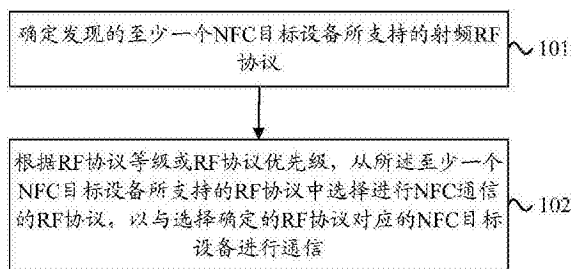 确定发现的至少一个NFC目标设备所支持的射频RF
协议
101
根据RF协议等级或RF协议优先级，从所述至少一个
NFC目标设备所支持的RF协议中选择进行NFC通信
的RF协议，以与选择确定的RF协议对应的NFC目标
设备进行通信
102